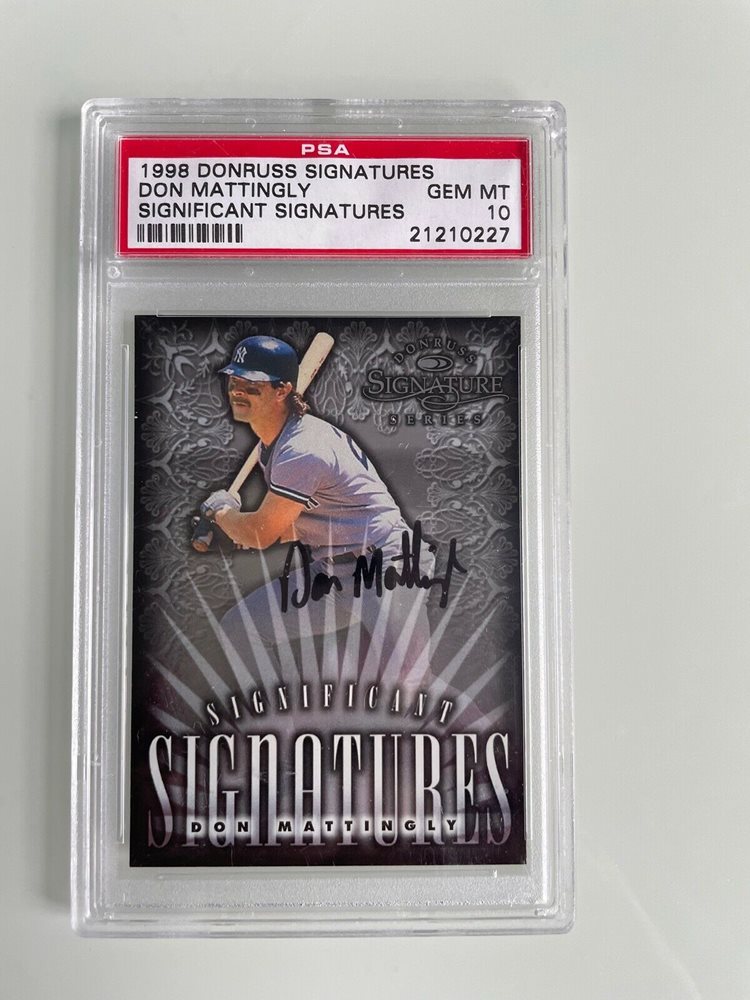 PSA
1998 DONRUSS SIGNATURES
DON MATTINGLY GEM MT
SIGNIFICANT SIGNATURES 10
21210227
NY
DONRUSS
SIGNATURE
SERIES
Don Mattingly
SIGNIFICANT
SIGNATURES
DON MATTINGLY